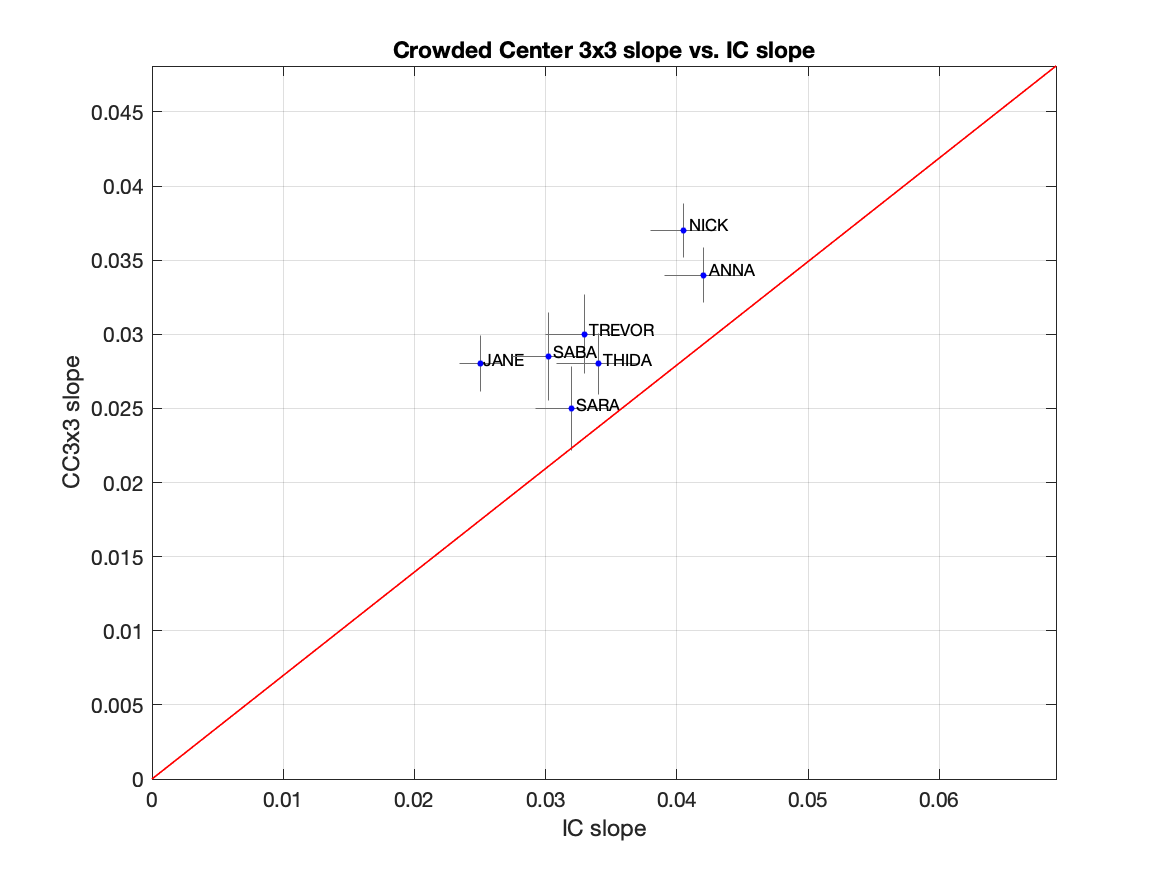 Crowded Center 3x3 slope vs. IC slope
0.045
0.04
0.035
0.03
0.025
0.02
0.015
0.01
0.005
0
CC3x3 slope
NICK
ANNA
TREVOR
SABA
JANE
THIDA
SARA
0
0.01
0.02
0.03
0.04
0.05
0.06
IC slope